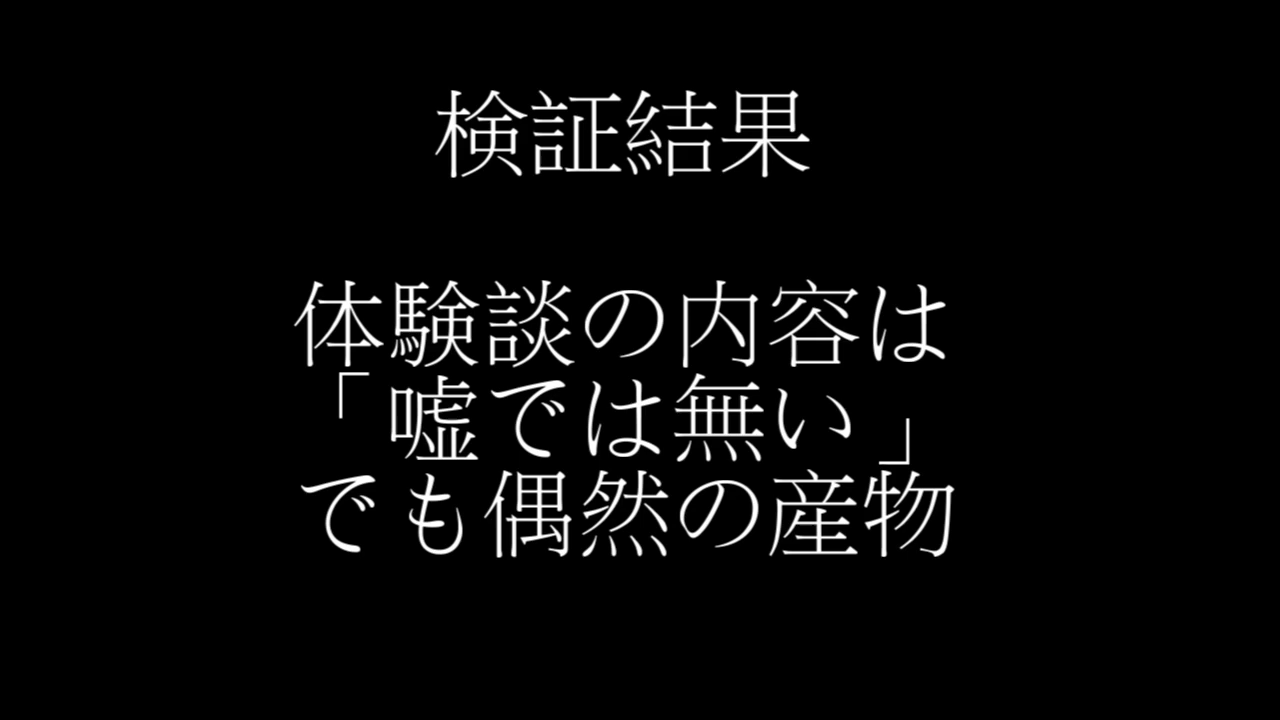 検証結果
体験談の内容は
「嘘では無い」
でも偶然の産物